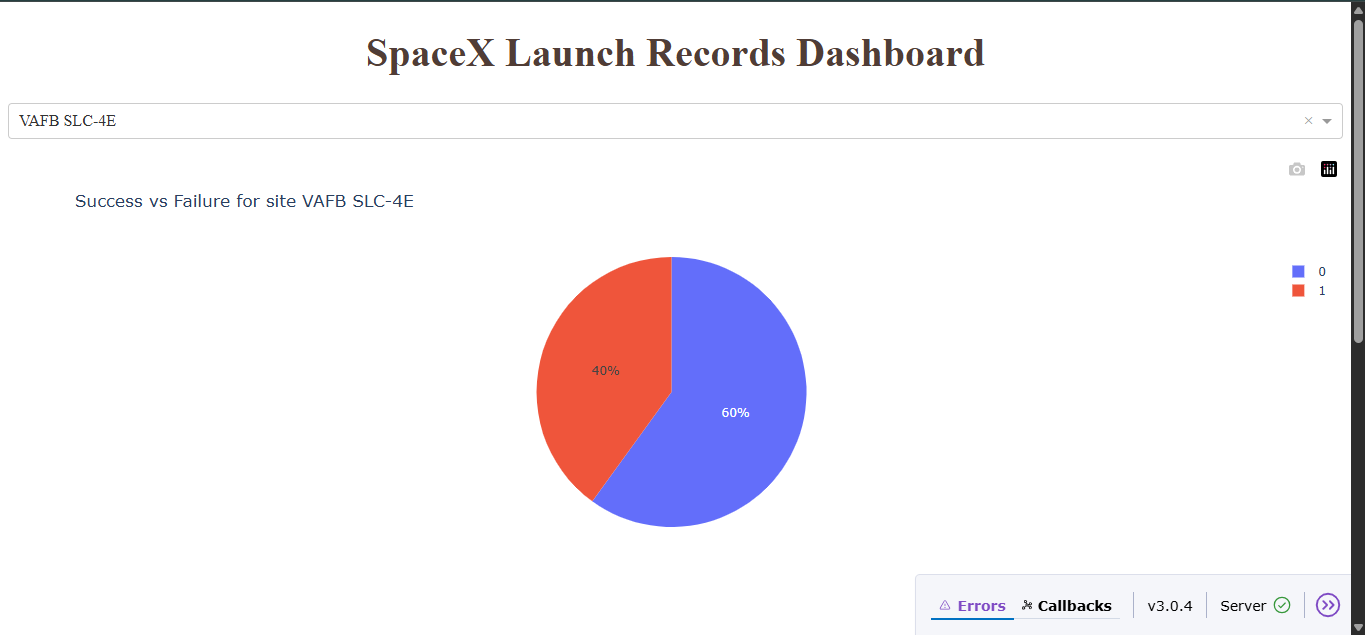 SpaceX Launch Records Dashboard
VAFB SLC-4E
×
Success vs Failure for site VAFB SLC-4E
0
1
40%
60%
Errors Callbacks v3.0.4 Server